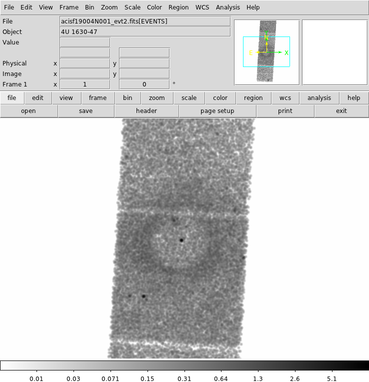 File Edit View Frame Bin Zoom Scale Color Region WCS Analysis Help
File acisf19004N001_evt2.fits[EVENTS]
Object 4U 1630-47
Value
Physical x y
Image x y
Frame 1 x 1 0 °
file edit view frame bin zoom scale color region wcs analysis help
open save header page setup print exit
0.01 0.03 0.071 0.15 0.31 0.64 1.3 2.6 5.1